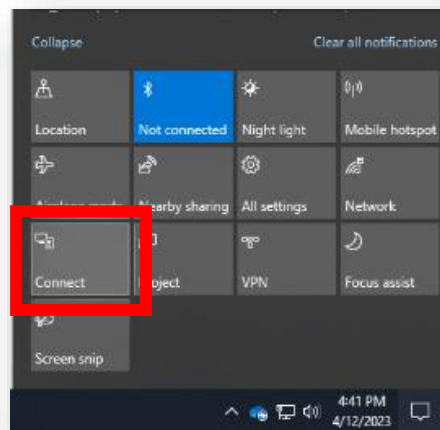 Collapse Clear all notifications
Location Not connected Night light Mobile hotspot
Nearby sharing All settings Network
Connect VPN Focus assist
Screen snip
4:41 PM
4/12/2023